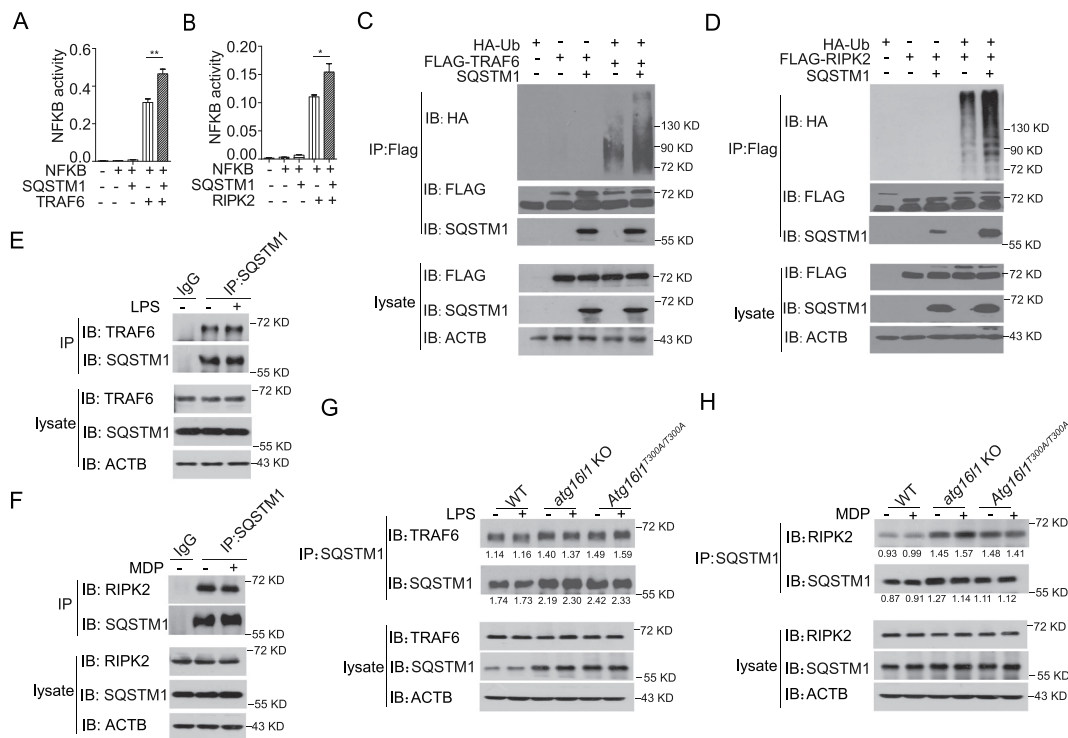 A
NFKB activity
0.6
0.4
0.2
0.0
**
NFKB - + + + +
SQSTM1 - - + - +
TRAF6 - - - + +
B
NFKB activity
0.20
0.15
0.10
0.05
0.00
*
NFKB - + + + +
SQSTM1 - - + - +
RIPK2 - - - + +
C
HA-Ub + - - + +
FLAG-TRAF6 - + + + +
SQSTM1 - - + - +
IP:Flag
IB: HA
130 KD
90 KD
72 KD
IB: FLAG
72 KD
IB: SQSTM1
55 KD
lysate
IB: FLAG
72 KD
IB: SQSTM1
55 KD
IB: ACTB
43 KD
D
HA-Ub + - - + +
FLAG-RIPK2 - + + + +
SQSTM1 - - + - +
IP:Flag
IB: HA
130 KD
90 KD
72 KD
IB: FLAG
72 KD
IB: SQSTM1
55 KD
lysate
IB: FLAG
72 KD
IB: SQSTM1
55 KD
IB: ACTB
43 KD
E
IgG IP:SQSTM1
LPS - - +
IP
IB: TRAF6
72 KD
IB: SQSTM1
55 KD
lysate
IB: TRAF6
72 KD
IB: SQSTM1
55 KD
IB: ACTB
43 KD
F
IgG IP:SQSTM1
MDP - - +
IP
IB: RIPK2
72 KD
IB: SQSTM1
55 KD
lysate
IB: RIPK2
72 KD
IB: SQSTM1
55 KD
IB: ACTB
43 KD
G
WT atg16l1 KO Atg16l1T300A/T300A
LPS - + - + - +
IP:SQSTM1
IB:TRAF6
72 KD
1.14 1.16 1.40 1.37 1.49 1.59
IB:SQSTM1
55 KD
1.74 1.73 2.19 2.30 2.42 2.33
lysate
IB:TRAF6
72 KD
IB:SQSTM1
55 KD
IB:ACTB
43 KD
H
WT atg16l1 KO Atg16l1T300A/T300A
MDP - + - + - +
IP:SQSTM1
IB:RIPK2
72 KD
0.93 0.99 1.45 1.57 1.48 1.41
IB:SQSTM1
55 KD
0.87 0.91 1.27 1.14 1.11 1.12
lysate
IB:RIPK2
72 KD
IB:SQSTM1
55 KD
IB:ACTB
43 KD